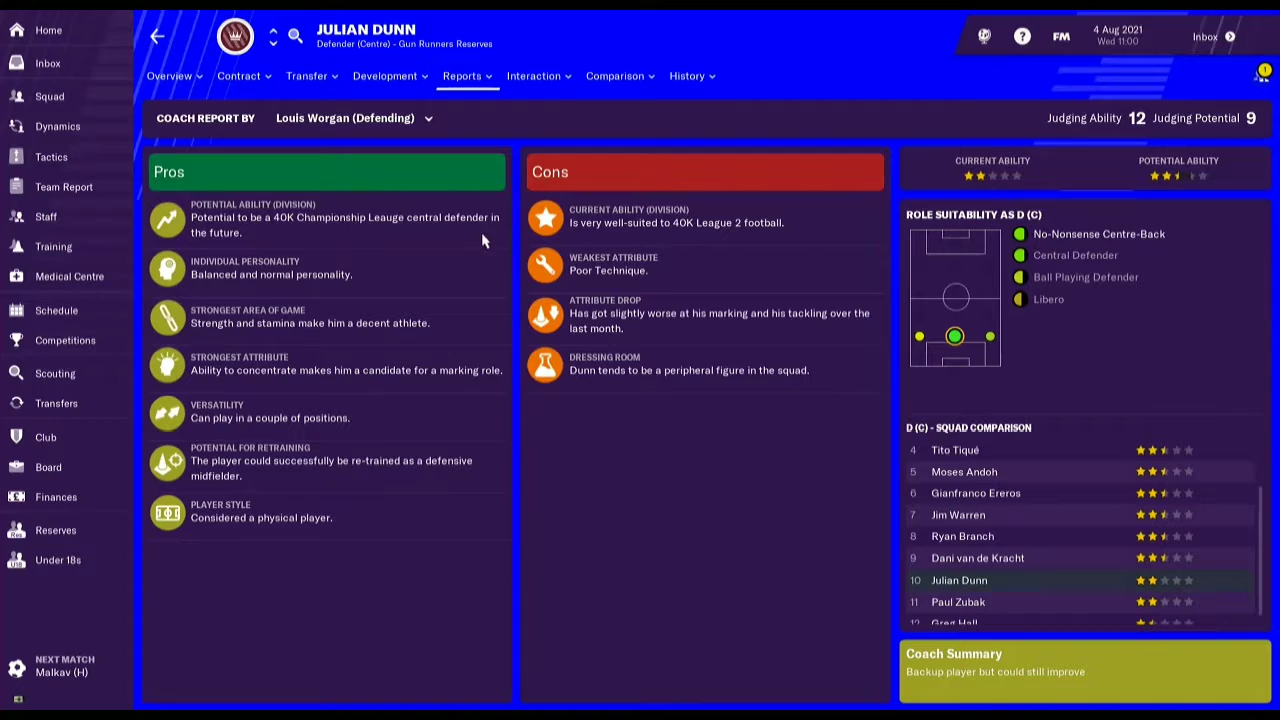 Home
Inbox
Squad
Dynamics
Tactics
Team Report
Staff
Training
Medical Centre
Schedule
Competitions
Scouting
Transfers
Club
Board
Finances
Reserves
Under 18s
NEXT MATCH
Malkav (H)
JULIAN DUNN
Defender (Centre) - Gun Runners Reserves
?
FM
4 Aug 2021
Wed 11:00
Inbox
1
Overview
Contract
Transfer
Development
Reports
Interaction
Comparison
History
COACH REPORT BY
Louis Worgan (Defending)
Judging Ability 12 Judging Potential 9
Pros
POTENTIAL ABILITY (DIVISION)
Potential to be a 40K Championship Leauge central defender in
the future.
INDIVIDUAL PERSONALITY
Balanced and normal personality.
STRONGEST AREA OF GAME
Strength and stamina make him a decent athlete.
STRONGEST ATTRIBUTE
Ability to concentrate makes him a candidate for a marking role.
VERSATILITY
Can play in a couple of positions.
POTENTIAL FOR RETRAINING
The player could successfully be re-trained as a defensive
midfielder.
PLAYER STYLE
Considered a physical player.
Cons
CURRENT ABILITY (DIVISION)
Is very well-suited to 40K League 2 football.
WEAKEST ATTRIBUTE
Poor Technique.
ATTRIBUTE DROP
Has got slightly worse at his marking and his tackling over the
last month.
DRESSING ROOM
Dunn tends to be a peripheral figure in the squad.
CURRENT ABILITY
POTENTIAL ABILITY
ROLE SUITABILITY AS D (C)
No-Nonsense Centre-Back
Central Defender
Ball Playing Defender
Libero
D (C) - SQUAD COMPARISON
4 Tito Tiqué
5 Moses Andoh
6 Gianfranco Ereros
7 Jim Warren
8 Ryan Branch
9 Dani van de Kracht
10 Julian Dunn
11 Paul Zubak
12 Greg Hall
Coach Summary
Backup player but could still improve